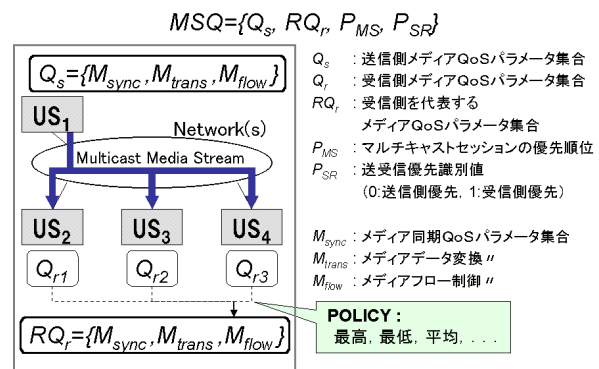 MSQ={Qs, RQr, PMS, PSR}
Qs={Msync,Mtrans,Mflow}
US1
Network(s)
Multicast Media Stream
US2 US3 US4
Qr1 Qr2 Qr3
RQr={Msync,Mtrans,Mflow}
Qs :送信側メディアQoSパラメータ集合
Qr :受信側メディアQoSパラメータ集合
RQr :受信側を代表する
メディアQoSパラメータ集合
PMS :マルチキャストセッションの優先順位
PSR :送受信優先識別値
(0:送信側優先, 1:受信側優先)
Msync :メディア同期QoSパラメータ集合
Mtrans :メディアデータ変換〃
Mflow :メディアフロー制御〃
POLICY :
最高, 最低, 平均, . . .